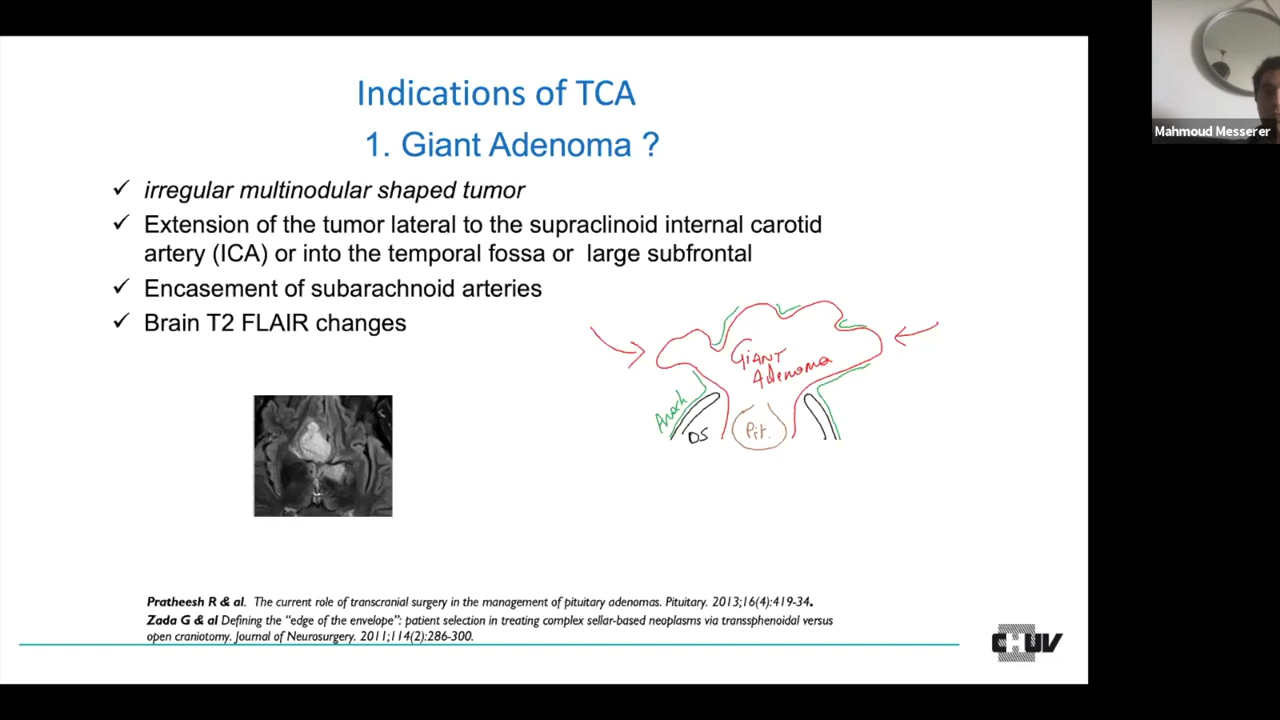 Indications of TCA
1. Giant Adenoma ?
✓ irregular multinodular shaped tumor
✓ Extension of the tumor lateral to the supraclinoid internal carotid
artery (ICA) or into the temporal fossa or large subfrontal
✓ Encasement of subarachnoid arteries
✓ Brain T2 FLAIR changes
GIANT
Adenoma
Arach
DS
Pit.
Pratheesh R & al. The current role of transcranial surgery in the management of pituitary adenomas. Pituitary. 2013;16(4):419-34.
Zada G & al Defining the “edge of the envelope”: patient selection in treating complex sellar-based neoplasms via transsphenoidal versus
open craniotomy. Journal of Neurosurgery. 2011;114(2):286-300.
CHUV
Mahmoud Messerer